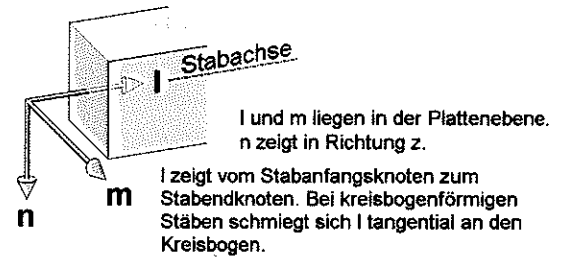 Stabachse
l
l und m liegen in der Plattenebene.
n zeigt in Richtung z.
l zeigt vom Stabanfangsknoten zum
Stabendknoten. Bei kreisbogenförmigen
Stäben schmiegt sich l tangential an den
Kreisbogen.
m
n